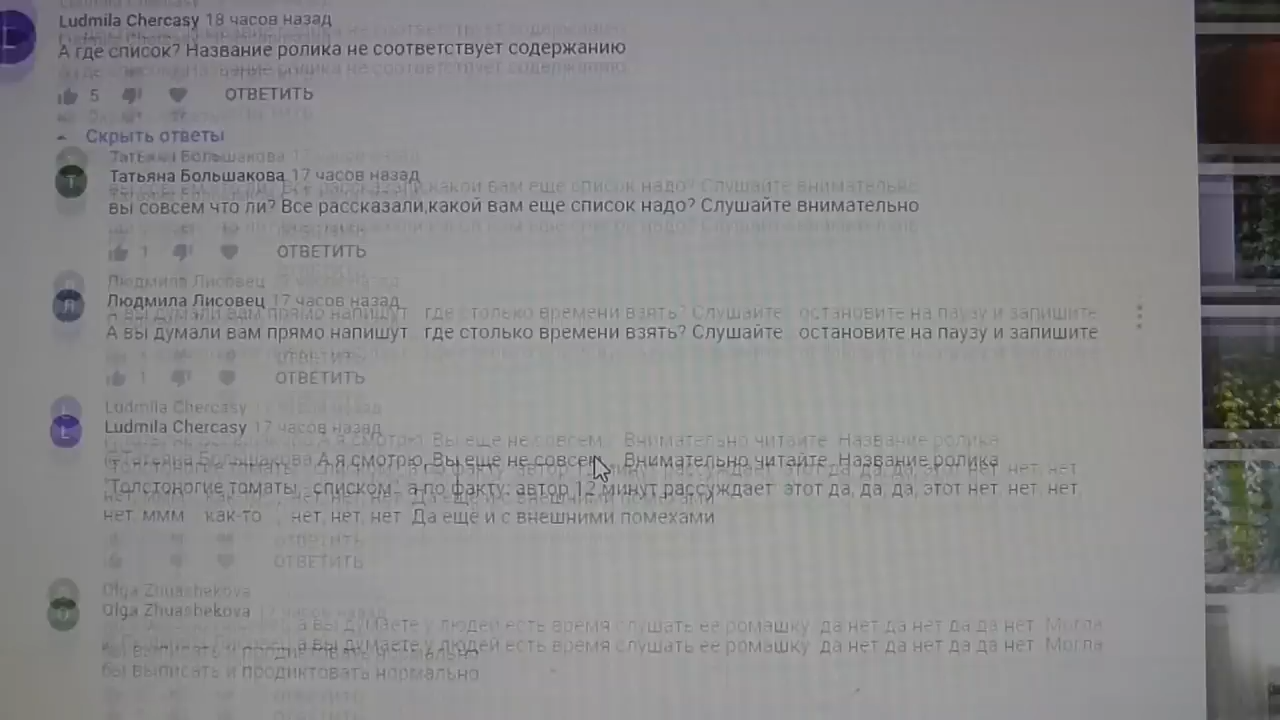 Ludmila Chercasy 18 часов назад
А где список? Название ролика не соответствует содержанию
5 ОТВЕТИТЬ
Скрыть ответы
Татьяна Большакова 17 часов назад
вы совсем что ли? Все рассказали,какой вам еще список надо? Слушайте внимательно
1 ОТВЕТИТЬ
Людмила Лисовец 17 часов назад
А вы думали вам прямо напишут где столько времени взять? Слушайте остановите на паузу и запишите
1 ОТВЕТИТЬ
Ludmila Chercasy 17 часов назад
Татьяна Большакова А я смотрю, Вы еще не совсем... Внимательно читайте. Название ролика
"Толстоногие томаты - списком", а по факту: автор 12 минут рассуждает этот да, да, да, этот нет, нет, нет,
нет, ммм как-то нет, нет, нет Да ещё и с внешними помехами
ОТВЕТИТЬ
Olga Zhuashekova
а вы думаете у людей есть время слушать ее ромашку да нет да нет да да нет Могла
бы выписать и продиктовать нормально